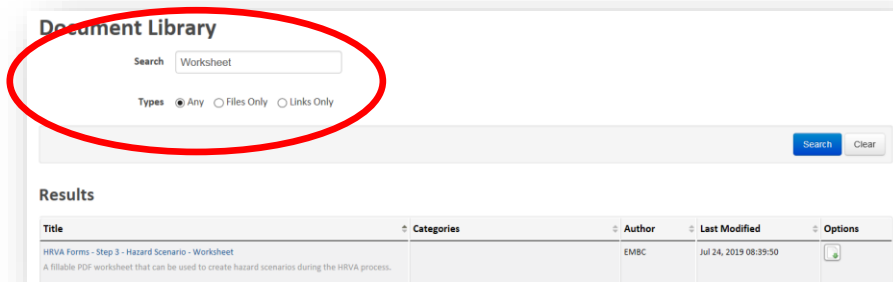 Document Library
Search Worksheet
Types Any Files Only Links Only
Search Clear
Results
Title Categories Author Last Modified Options
HRVA Forms - Step 3 - Hazard Scenario - Worksheet EMBC Jul 24, 2019 08:39:50
A fillable PDF worksheet that can be used to create hazard scenarios during the HRVA process.